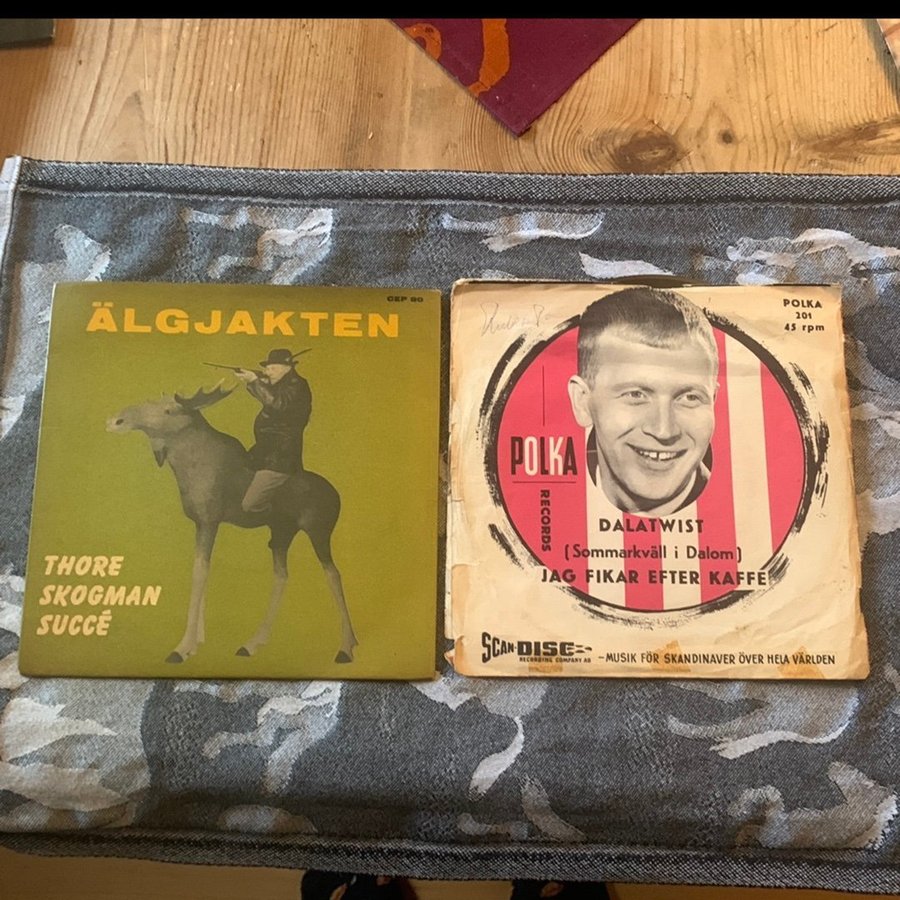 CEP 80
ÄLGJAKTEN
THORE
SKOGMAN
SUCCÉ
POLKA
201
45 rpm
POLKA
RECORDS
DALATWIST
(Sommarkväll i Dalom)
JAG FIKAR EFTER KAFFE
SCAN-DISC
RECORDING COMPANY AB
–MUSIK FÖR SKANDINAVER ÖVER HELA VÄRLDEN